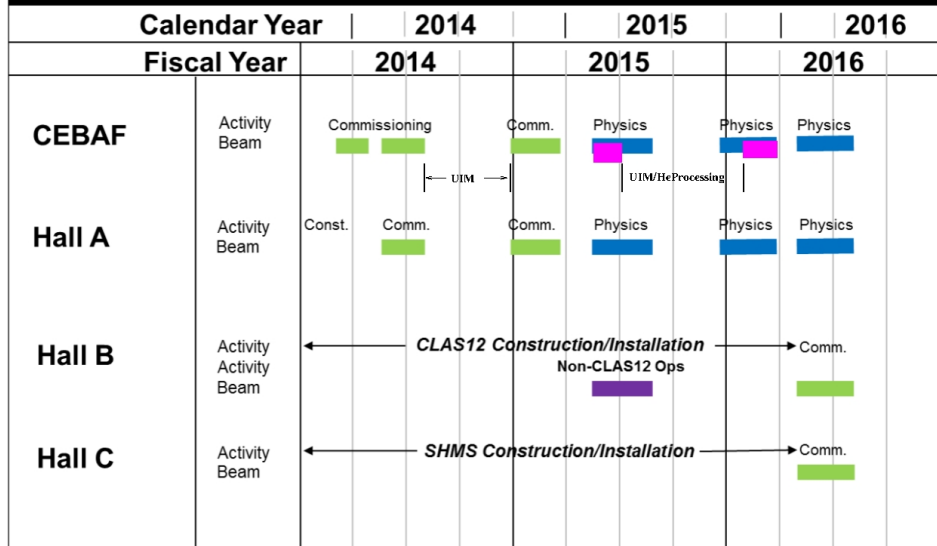 Calendar Year 2014 2015 2016
Fiscal Year 2014 2015 2016
CEBAF Activity Commissioning Comm. Physics Physics Physics
Beam
UIM UIM/HeProcessing
Hall A Activity Const. Comm. Comm. Physics Physics Physics
Beam
Hall B Activity CLAS12 Construction/Installation Comm.
Activity Non-CLAS12 Ops
Beam
Hall C Activity SHMS Construction/Installation Comm.
Beam